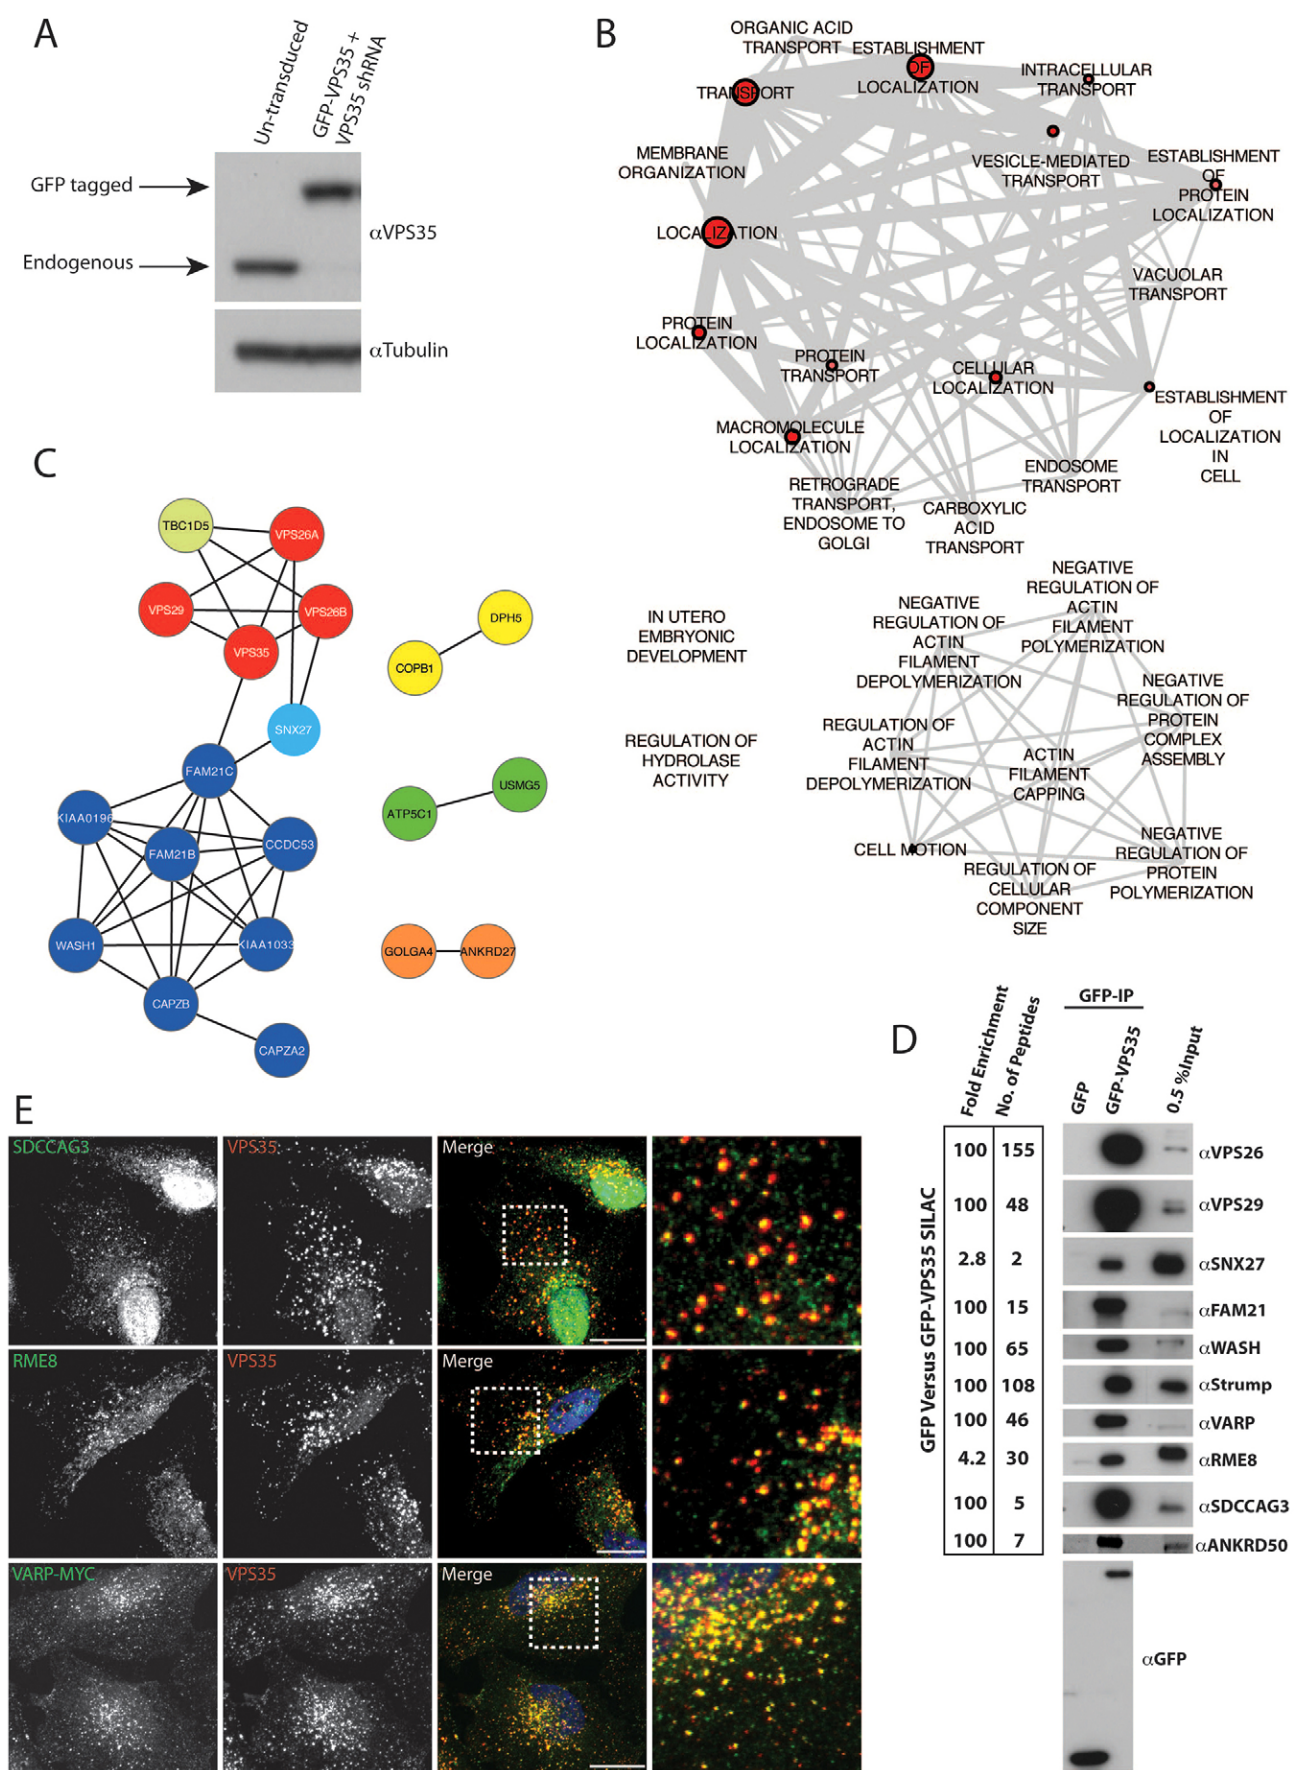 A
Un-transduced
GFP-VPS35 +
VPS35 shRNA
GFP tagged
Endogenous
αVPS35
αTubulin
B
ORGANIC ACID
TRANSPORT
ESTABLISHMENT
OF
LOCALIZATION
TRANSPORT
INTRACELLULAR
TRANSPORT
MEMBRANE
ORGANIZATION
VESICLE-MEDIATED
TRANSPORT
ESTABLISHMENT
OF
PROTEIN
LOCALIZATION
LOCALIZATION
VACUOLAR
TRANSPORT
PROTEIN
LOCALIZATION
PROTEIN
TRANSPORT
CELLULAR
LOCALIZATION
ESTABLISHMENT
OF
LOCALIZATION
IN
CELL
MACROMOLECULE
LOCALIZATION
RETROGRADE
TRANSPORT,
ENDOSOME TO
GOLGI
CARBOXYLIC
ACID
TRANSPORT
ENDOSOME
TRANSPORT
IN UTERO
EMBRYONIC
DEVELOPMENT
REGULATION OF
HYDROLASE
ACTIVITY
NEGATIVE
REGULATION OF
ACTIN
FILAMENT
DEPOLYMERIZATION
NEGATIVE
REGULATION OF
ACTIN
FILAMENT
POLYMERIZATION
NEGATIVE
REGULATION OF
PROTEIN
COMPLEX
ASSEMBLY
REGULATION OF
ACTIN
FILAMENT
DEPOLYMERIZATION
ACTIN
FILAMENT
CAPPING
CELL MOTION
REGULATION OF
CELLULAR
COMPONENT
SIZE
NEGATIVE
REGULATION OF
PROTEIN
POLYMERIZATION
C
TBC1D5
VPS26A
VPS29
VPS26B
VPS35
SNX27
FAM21C
KIAA0196
FAM21B
CCDC53
WASH1
KIAA1033
CAPZB
CAPZA2
DPH5
COPB1
USMG5
ATP5C1
GOLGA4
ANKRD27
D
GFP Versus GFP-VPS35 SILAC
Fold Enrichment
No. of Peptides
GFP-IP
GFP
GFP-VPS35
0.5 %Input
100 155 αVPS26
100 48 αVPS29
2.8 2 αSNX27
100 15 αFAM21
100 65 αWASH
100 108 αStrump
100 46 αVARP
4.2 30 αRME8
100 5 αSDCCAG3
100 7 αANKRD50
αGFP
E
SDCCAG3 VPS35 Merge
RME8 VPS35 Merge
VARP-MYC VPS35 Merge